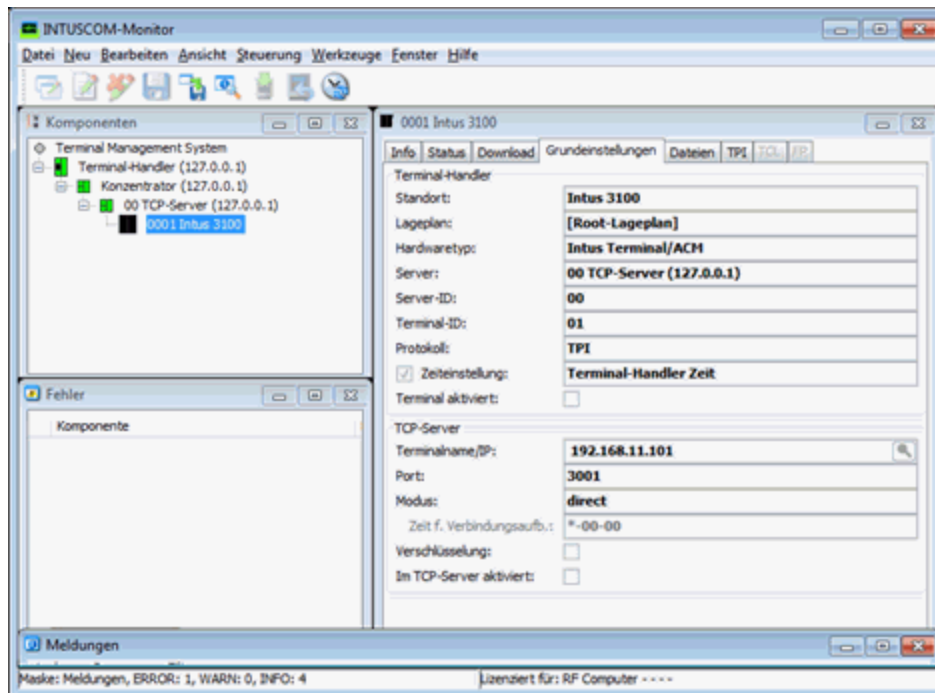 INTUSCOM-Monitor
Datei Neu Bearbeiten Ansicht Steuerung Werkzeuge Fenster Hilfe
Komponenten
Terminal Management System
Terminal-Handler (127.0.0.1)
Konzentrator (127.0.0.1)
00 TCP-Server (127.0.0.1)
0001 Intus 3100
Fehler
Komponente
0001 Intus 3100
Info Status Download Grundeinstellungen Dateien TPI TCL FP
Terminal-Handler
Standort: Intus 3100
Lageplan: [Root-Lageplan]
Hardwaretyp: Intus Terminal/ACM
Server: 00 TCP-Server (127.0.0.1)
Server-ID: 00
Terminal-ID: 01
Protokoll: TPI
Zeiteinstellung: Terminal-Handler Zeit
Terminal aktiviert:
TCP-Server
Terminalname/IP: 192.168.11.101
Port: 3001
Modus: direct
Zeit f. Verbindungsaufb.: *-00-00
Verschlüsselung:
Im TCP-Server aktiviert:
Meldungen
Maske: Meldungen, ERROR: 1, WARN: 0, INFO: 4
Lizenziert für: RF Computer - - - -